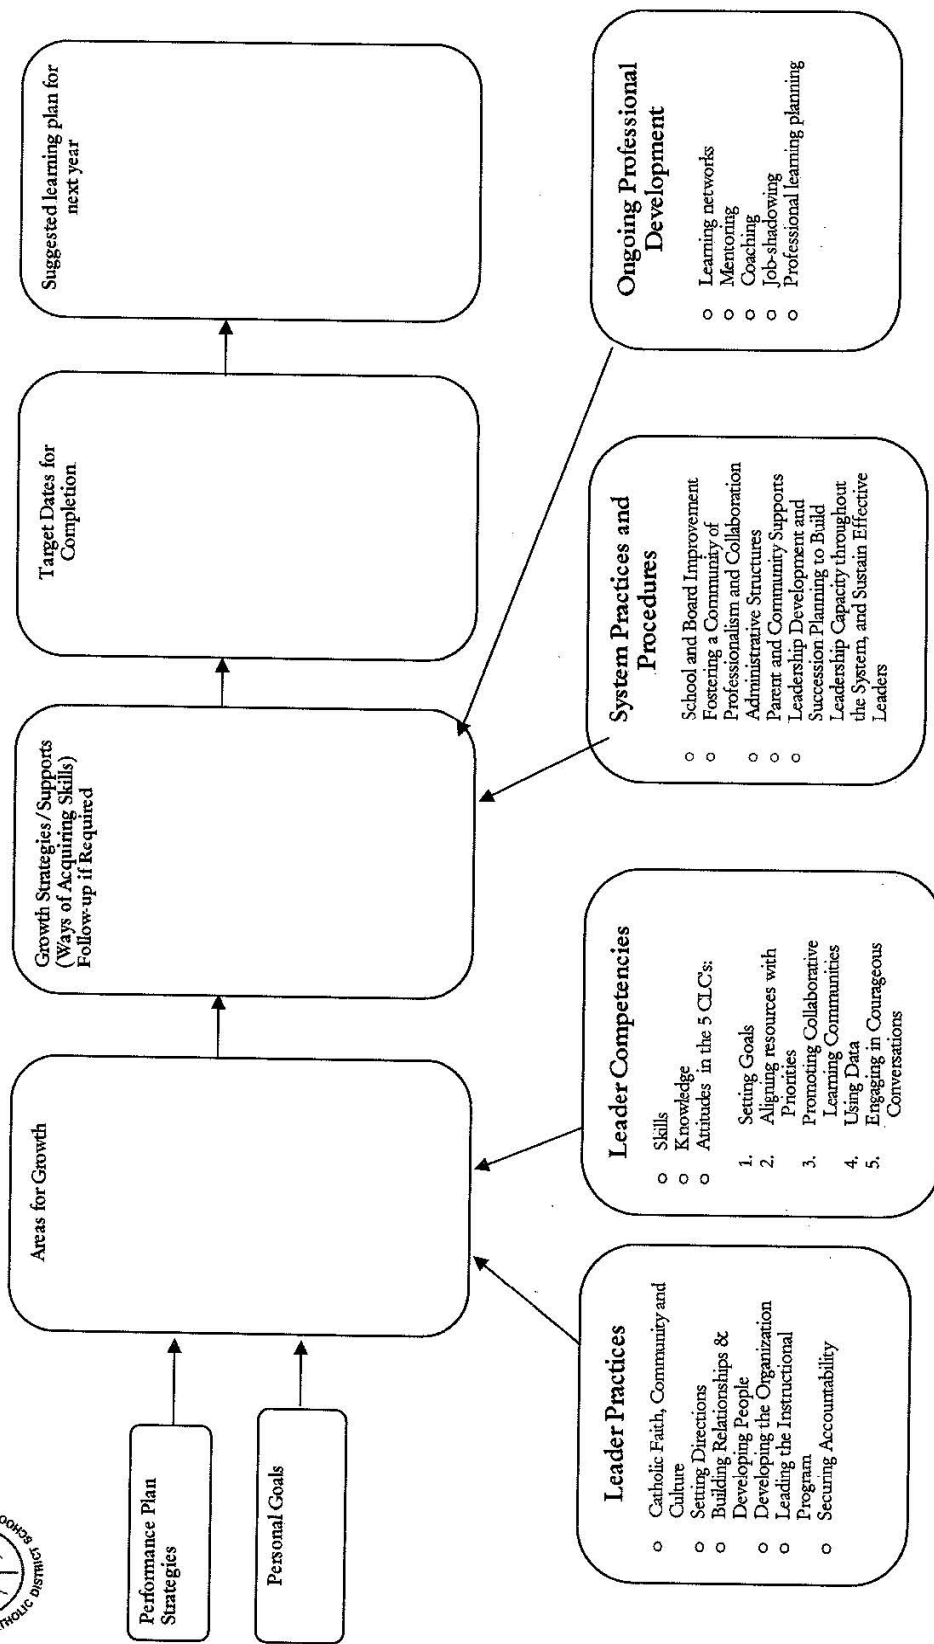 CATHOLIC DISTRICT
Performance Plan
Strategies
Personal Goals
Areas for Growth
Growth Strategies/Supports
(Ways of Acquiring Skills)
Follow-up if Required
Target Dates for
Completion
Suggested learning plan for
next year
Leader Practices
○ Catholic Faith, Community and
Culture
○ Setting Directions
○ Building Relationships &
Developing People
○ Developing the Organization
○ Leading the Instructional
Program
○ Securing Accountability
Leader Competencies
○ Skills
○ Knowledge
○ Attitudes in the 5 CLC's:
1. Setting Goals
2. Aligning resources with
Priorities
3. Promoting Collaborative
Learning Communities
4. Using Data
5. Engaging in Courageous
Conversations
System Practices and
Procedures
○ School and Board Improvement
○ Fostering a Community of
Professionalism and Collaboration
○ Administrative Structures
○ Parent and Community Supports
○ Leadership Development and
Succession Planning to Build
Leadership Capacity throughout
the System, and Sustain Effective
Leaders
Ongoing Professional
Development
○ Learning networks
○ Mentoring
○ Coaching
○ Job-shadowing
○ Professional learning planning